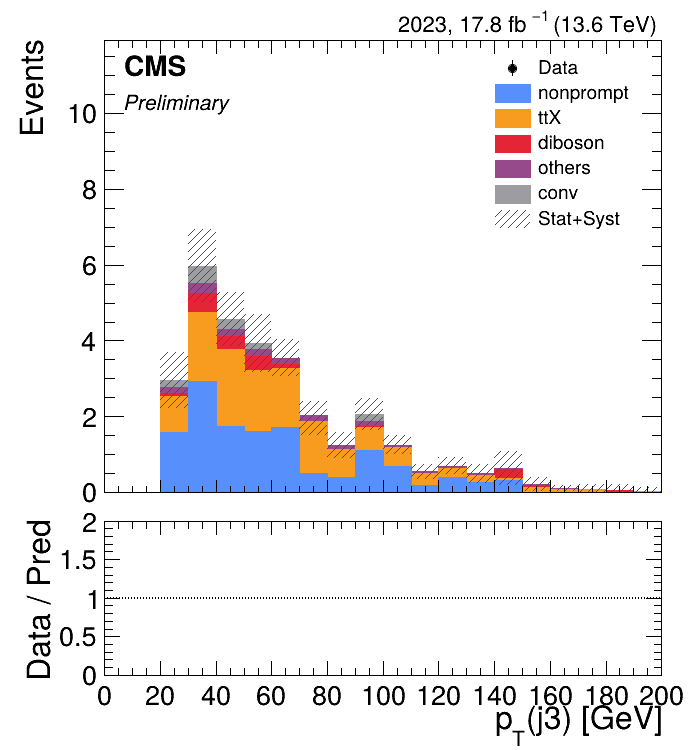 2023, 17.8 fb⁻¹ (13.6 TeV)
CMS
Preliminary
Events
Data
nonprompt
ttX
diboson
others
conv
Stat+Syst
10
8
6
4
2
0
Data / Pred
2
1.5
1
0.5
0
0 20 40 60 80 100 120 140 160 180 200
p_T(j3) [GeV]